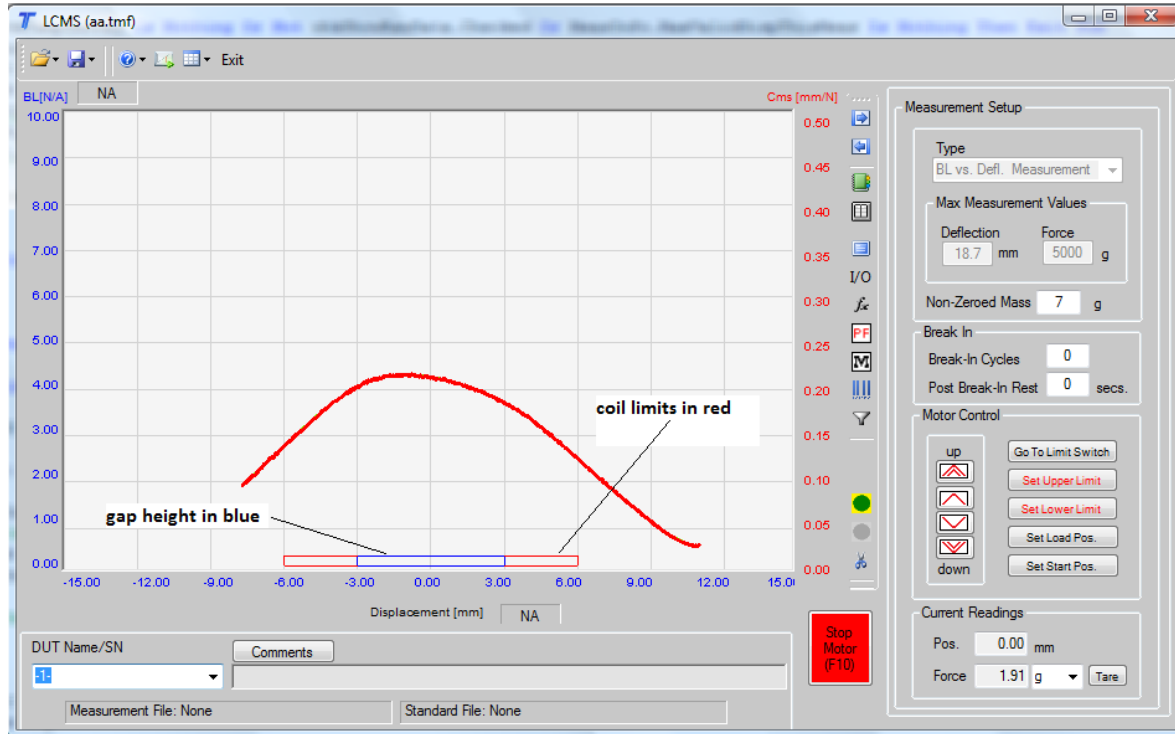 LCMS (aa.tmf)
Exit
BL[N/A] NA Cms [mm/N]
10.00 0.50
9.00 0.45
8.00 0.40
7.00 0.35
6.00 0.30
5.00 0.25
4.00 0.20
3.00 0.15
2.00 0.10
1.00 0.05
0.00 0.00
coil limits in red
gap height in blue
-15.00 -12.00 -9.00 -6.00 -3.00 0.00 3.00 6.00 9.00 12.00 15.0
Displacement [mm] NA
I/O
fx
PF
M
Stop
Motor
(F10)
DUT Name/SN Comments
-1-
Measurement File: None Standard File: None
Measurement Setup
Type
BL vs. Defl. Measurement
Max Measurement Values
Deflection Force
18.7 mm 5000 g
Non-Zeroed Mass 7 g
Break In
Break-In Cycles 0
Post Break-In Rest 0 secs.
Motor Control
up
Go To Limit Switch
Set Upper Limit
Set Lower Limit
Set Load Pos.
Set Start Pos.
down
Current Readings
Pos. 0.00 mm
Force 1.91 g Tare